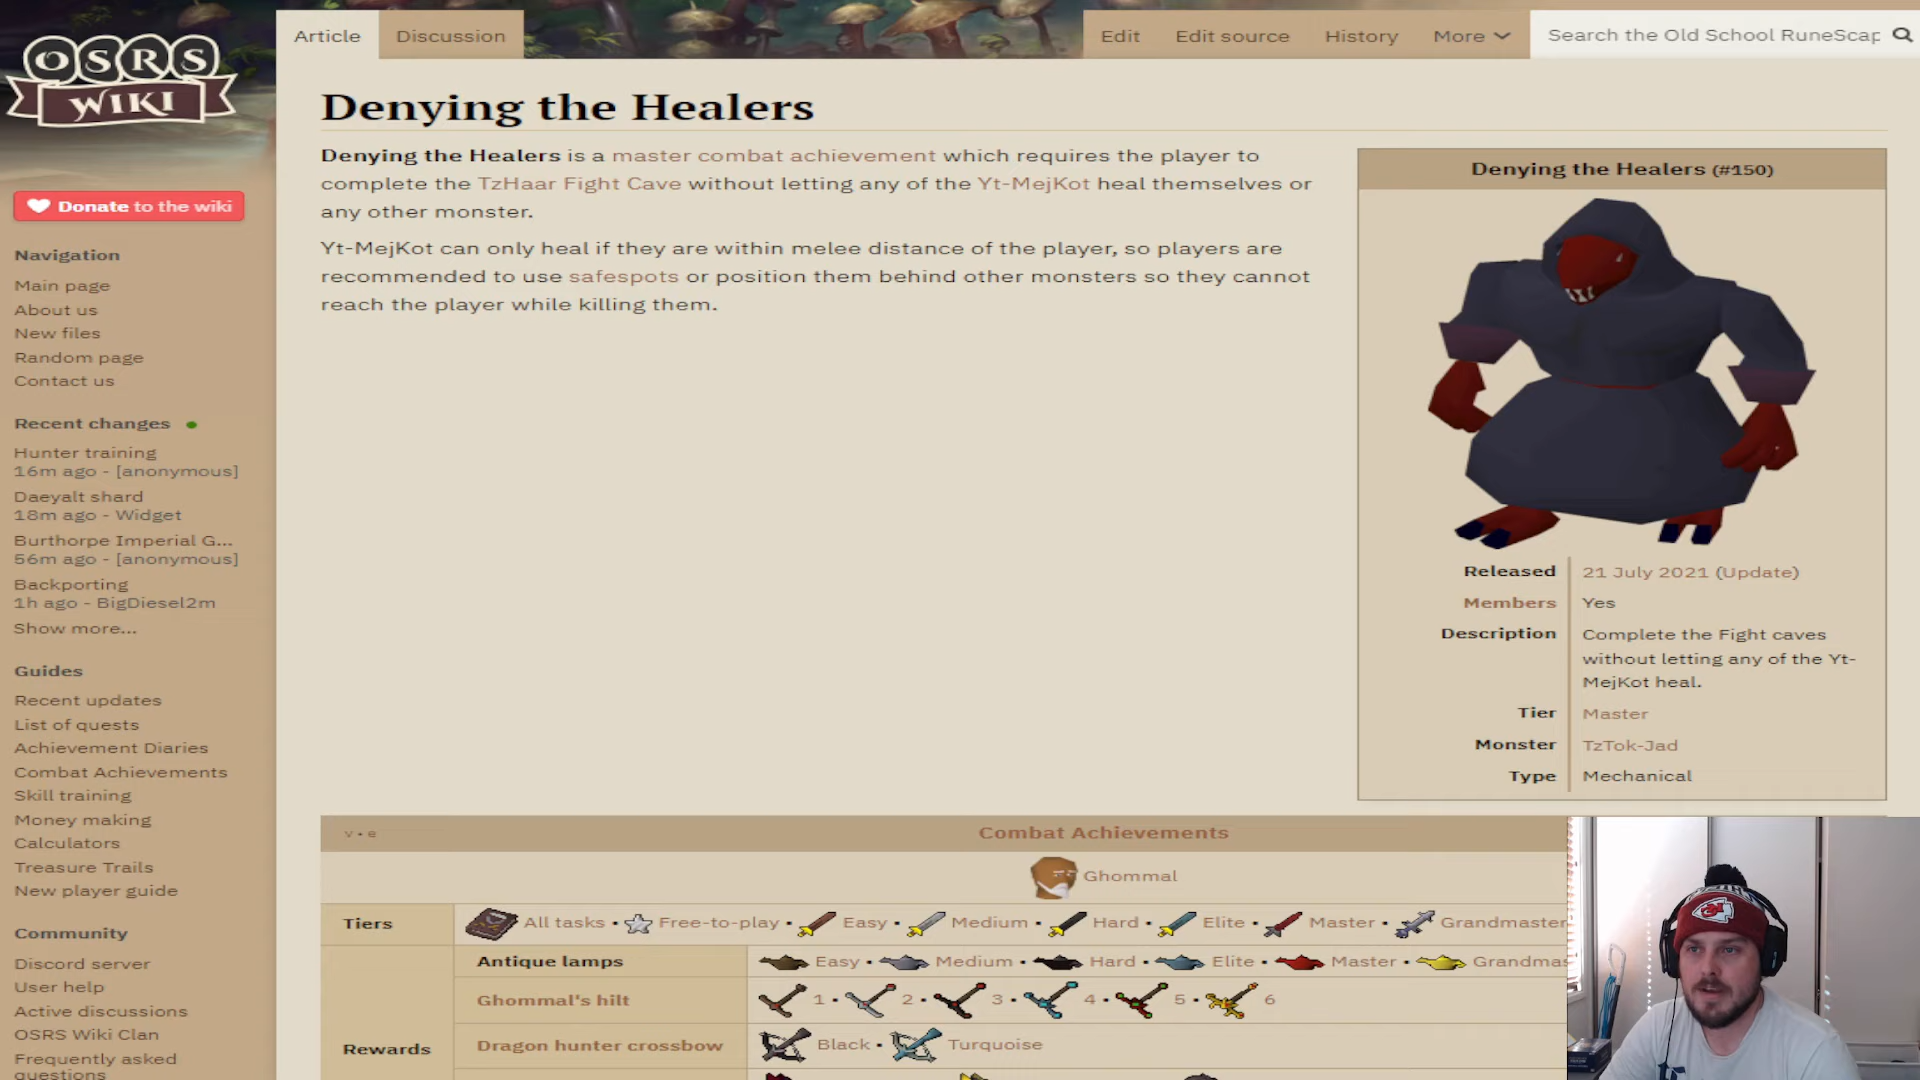 OSRS
WIKI
Article
Discussion
Edit
Edit source
History
More
Search the Old School RuneScap
Donate to the wiki
Navigation
Main page
About us
New files
Random page
Contact us
Recent changes
Hunter training
16m ago - [anonymous]
Daeyalt shard
18m ago - Widget
Burthorpe Imperial G...
56m ago - [anonymous]
Backporting
1h ago - BigDiesel2m
Show more...
Guides
Recent updates
List of quests
Achievement Diaries
Combat Achievements
Skill training
Money making
Calculators
Treasure Trails
New player guide
Community
Discord server
User help
Active discussions
OSRS Wiki Clan
Frequently asked
questions
Denying the Healers
Denying the Healers is a master combat achievement which requires the player to
complete the TzHaar Fight Cave without letting any of the Yt-MejKot heal themselves or
any other monster.
Yt-MejKot can only heal if they are within melee distance of the player, so players are
recommended to use safespots or position them behind other monsters so they cannot
reach the player while killing them.
Denying the Healers (#150)
Released 21 July 2021 (Update)
Members Yes
Description Complete the Fight caves
without letting any of the Yt-
MejKot heal.
Tier Master
Monster TzTok-Jad
Type Mechanical
v • e
Combat Achievements
Ghommal
Tiers All tasks • Free-to-play • Easy • Medium • Hard • Elite • Master • Grandmaster
Rewards
Antique lamps Easy • Medium • Hard • Elite • Master • Grandmas
Ghommal's hilt 1 • 2 • 3 • 4 • 5 • 6
Dragon hunter crossbow Black • Turquoise